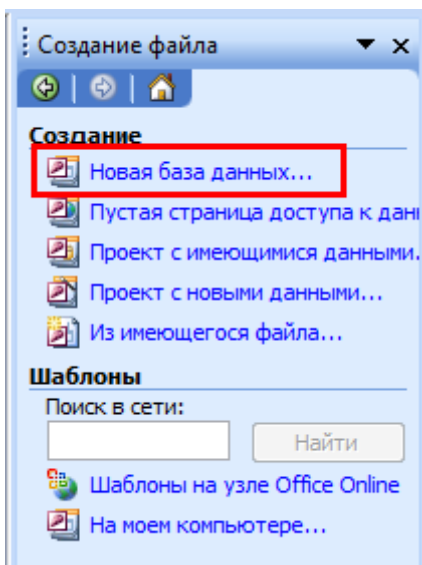 Создание файла
Создание
Новая база данных...
Пустая страница доступа к
Проект с имеющимися данными.
Проект с новыми данными...
Из имеющегося файла...
Шаблоны
Поиск в сети:
Найти
Шаблоны на узле Office Online
На моем компьютере...